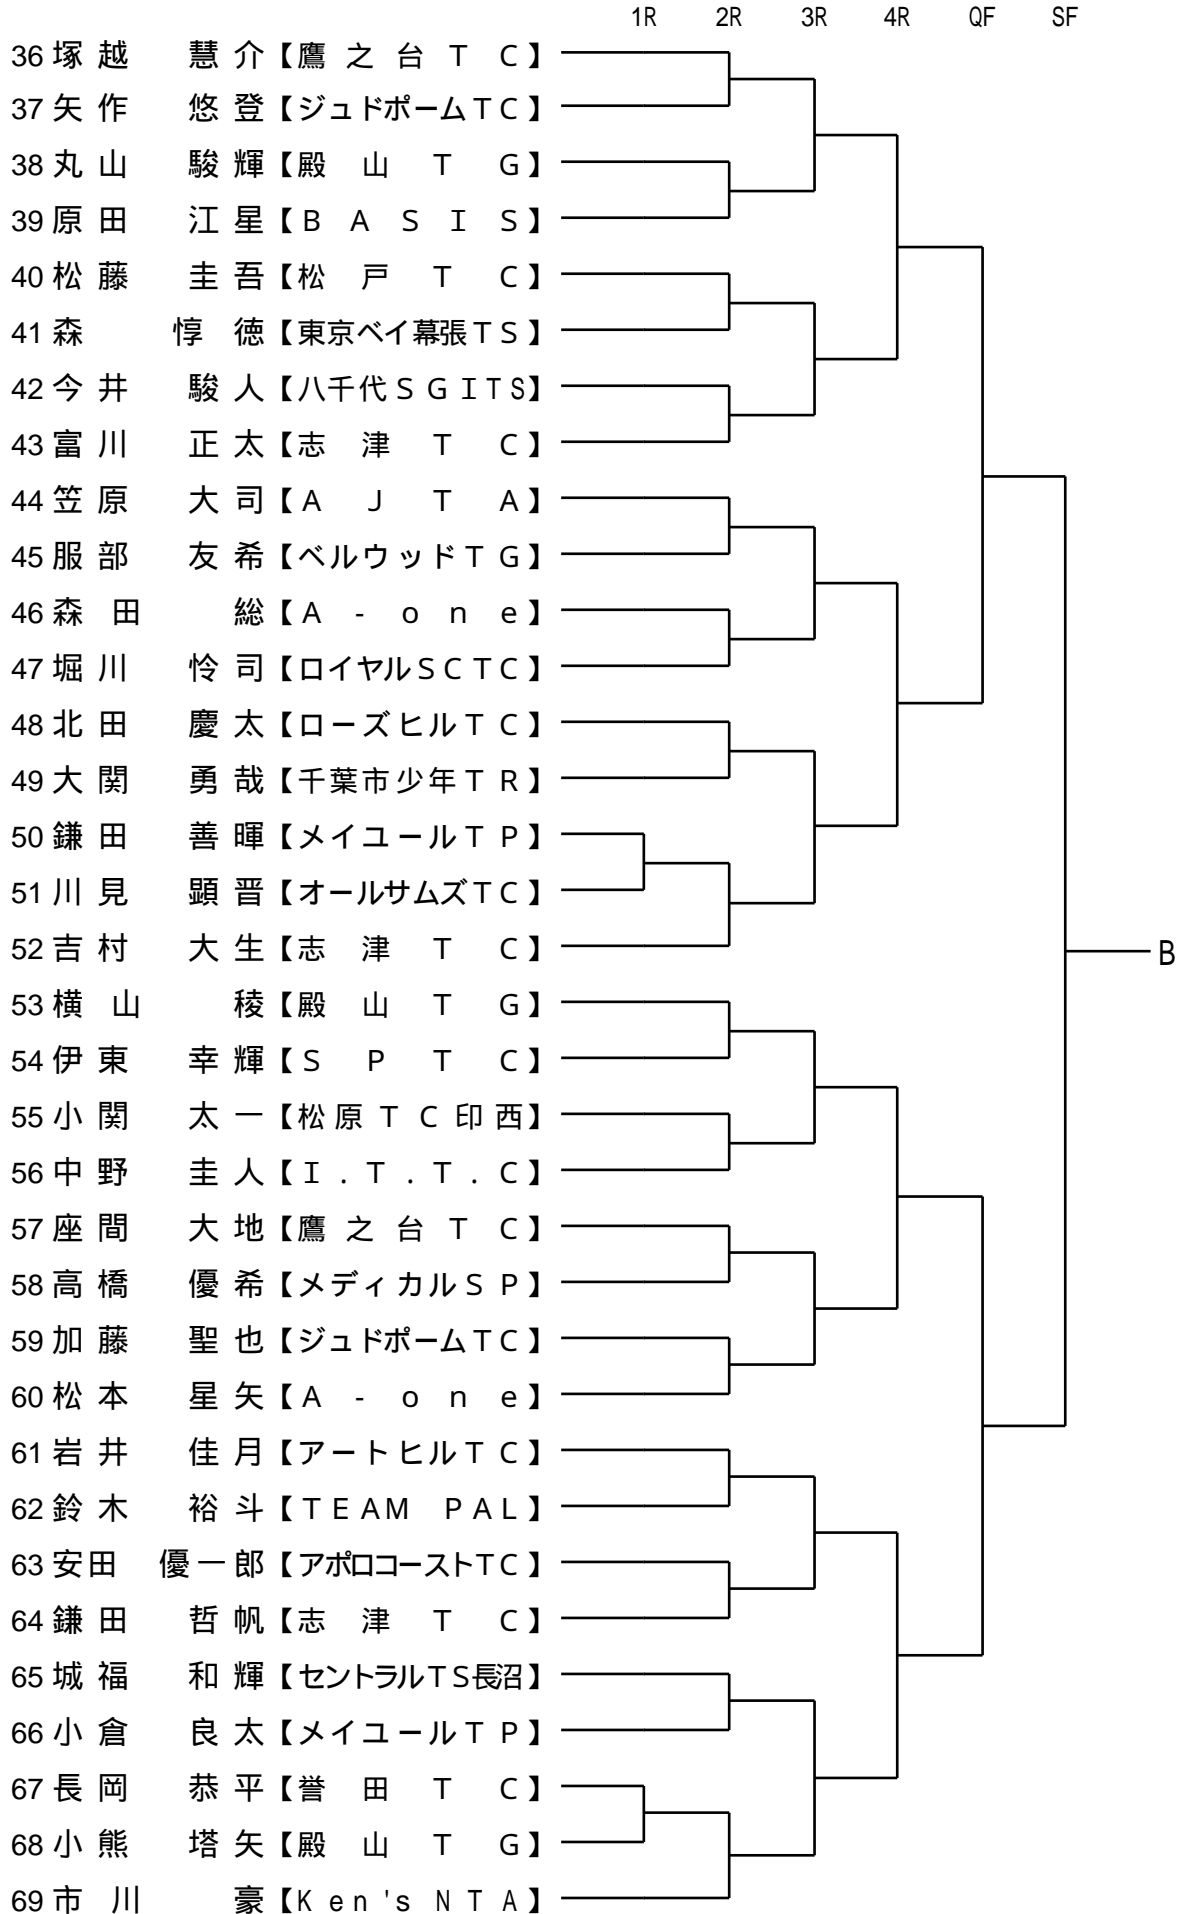 1R 2R 3R 4R QF SF
36 塚越 慧介【鷹之台TC】
37 矢作 悠登【ジュドポームTC】
38 丸山 駿輝【殿山TG】
39 原田 江星【BASIS】
40 松藤 圭吾【松戸TC】
41 森 惇徳【東京ベイ幕張TS】
42 今井 駿人【八千代SGITS】
43 富川 正太【志津TC】
44 笠原 大司【AJTA】
45 服部 友希【ベルウッドTG】
46 森田 総【A-one】
47 堀川 怜司【ロイヤルSCTC】
48 北田 慶太【ローズヒルTC】
49 大関 勇哉【千葉市少年TR】
50 鎌田 善暉【メイユールTP】
51 川見 顕晋【オールサムズTC】
52 吉村 大生【志津TC】
B
53 横山 稜【殿山TG】
54 伊東 幸輝【SPTC】
55 小関 太一【松原TC印西】
56 中野 圭人【I.T.T.C】
57 座間 大地【鷹之台TC】
58 高橋 優希【メディカルSP】
59 加藤 聖也【ジュドポームTC】
60 松本 星矢【A-one】
61 岩井 佳月【アートヒルTC】
62 鈴木 裕斗【TEAM PAL】
63 安田 優一郎【アポロコーストTC】
64 鎌田 哲帆【志津TC】
65 城福 和輝【セントラルTS長沼】
66 小倉 良太【メイユールTP】
67 長岡 恭平【誉田TC】
68 小熊 塔矢【殿山TG】
69 市川 豪【Ken's NTA】